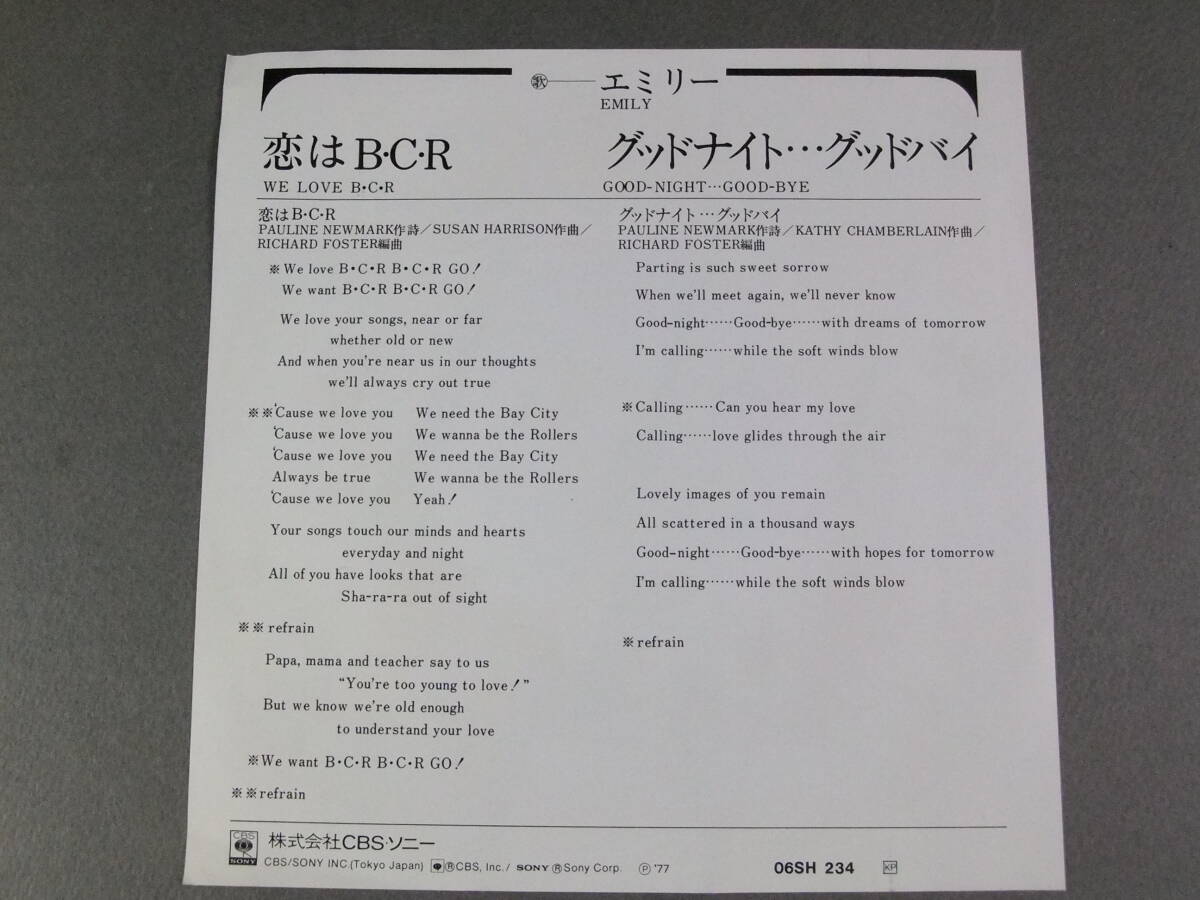 歌 エミリー
EMILY
恋はB・C・R
WE LOVE B・C・R
恋はB・C・R
PAULINE NEWMARK作詩／SUSAN HARRISON作曲／
RICHARD FOSTER編曲
※We love B・C・R B・C・R GO!
We want B・C・R B・C・R GO!
We love your songs, near or far
whether old or new
And when you're near us in our thoughts
we'll always cry out true
※※'Cause we love you We need the Bay City
'Cause we love you We wanna be the Rollers
'Cause we love you We need the Bay City
Always be true We wanna be the Rollers
'Cause we love you Yeah!
Your songs touch our minds and hearts
everyday and night
All of you have looks that are
Sha-ra-ra out of sight
※※refrain
Papa, mama and teacher say to us
“You're too young to love!”
But we know we're old enough
to understand your love
※We want B・C・R B・C・R GO!
※※refrain
グッドナイト…グッドバイ
GOOD-NIGHT…GOOD-BYE
グッドナイト…グッドバイ
PAULINE NEWMARK作詩／KATHY CHAMBERLAIN作曲／
RICHARD FOSTER編曲
Parting is such sweet sorrow
When we'll meet again, we'll never know
Good-night……Good-bye……with dreams of tomorrow
I'm calling……while the soft winds blow
※Calling……Can you hear my love
Calling……love glides through the air
Lovely images of you remain
All scattered in a thousand ways
Good-night……Good-bye……with hopes for tomorrow
I'm calling……while the soft winds blow
※refrain
CBS SONY 株式会社CBS・ソニー
CBS/SONY INC.(Tokyo Japan) ®CBS, Inc./ SONY ®Sony Corp. ℗ '77 06SH 234 KP